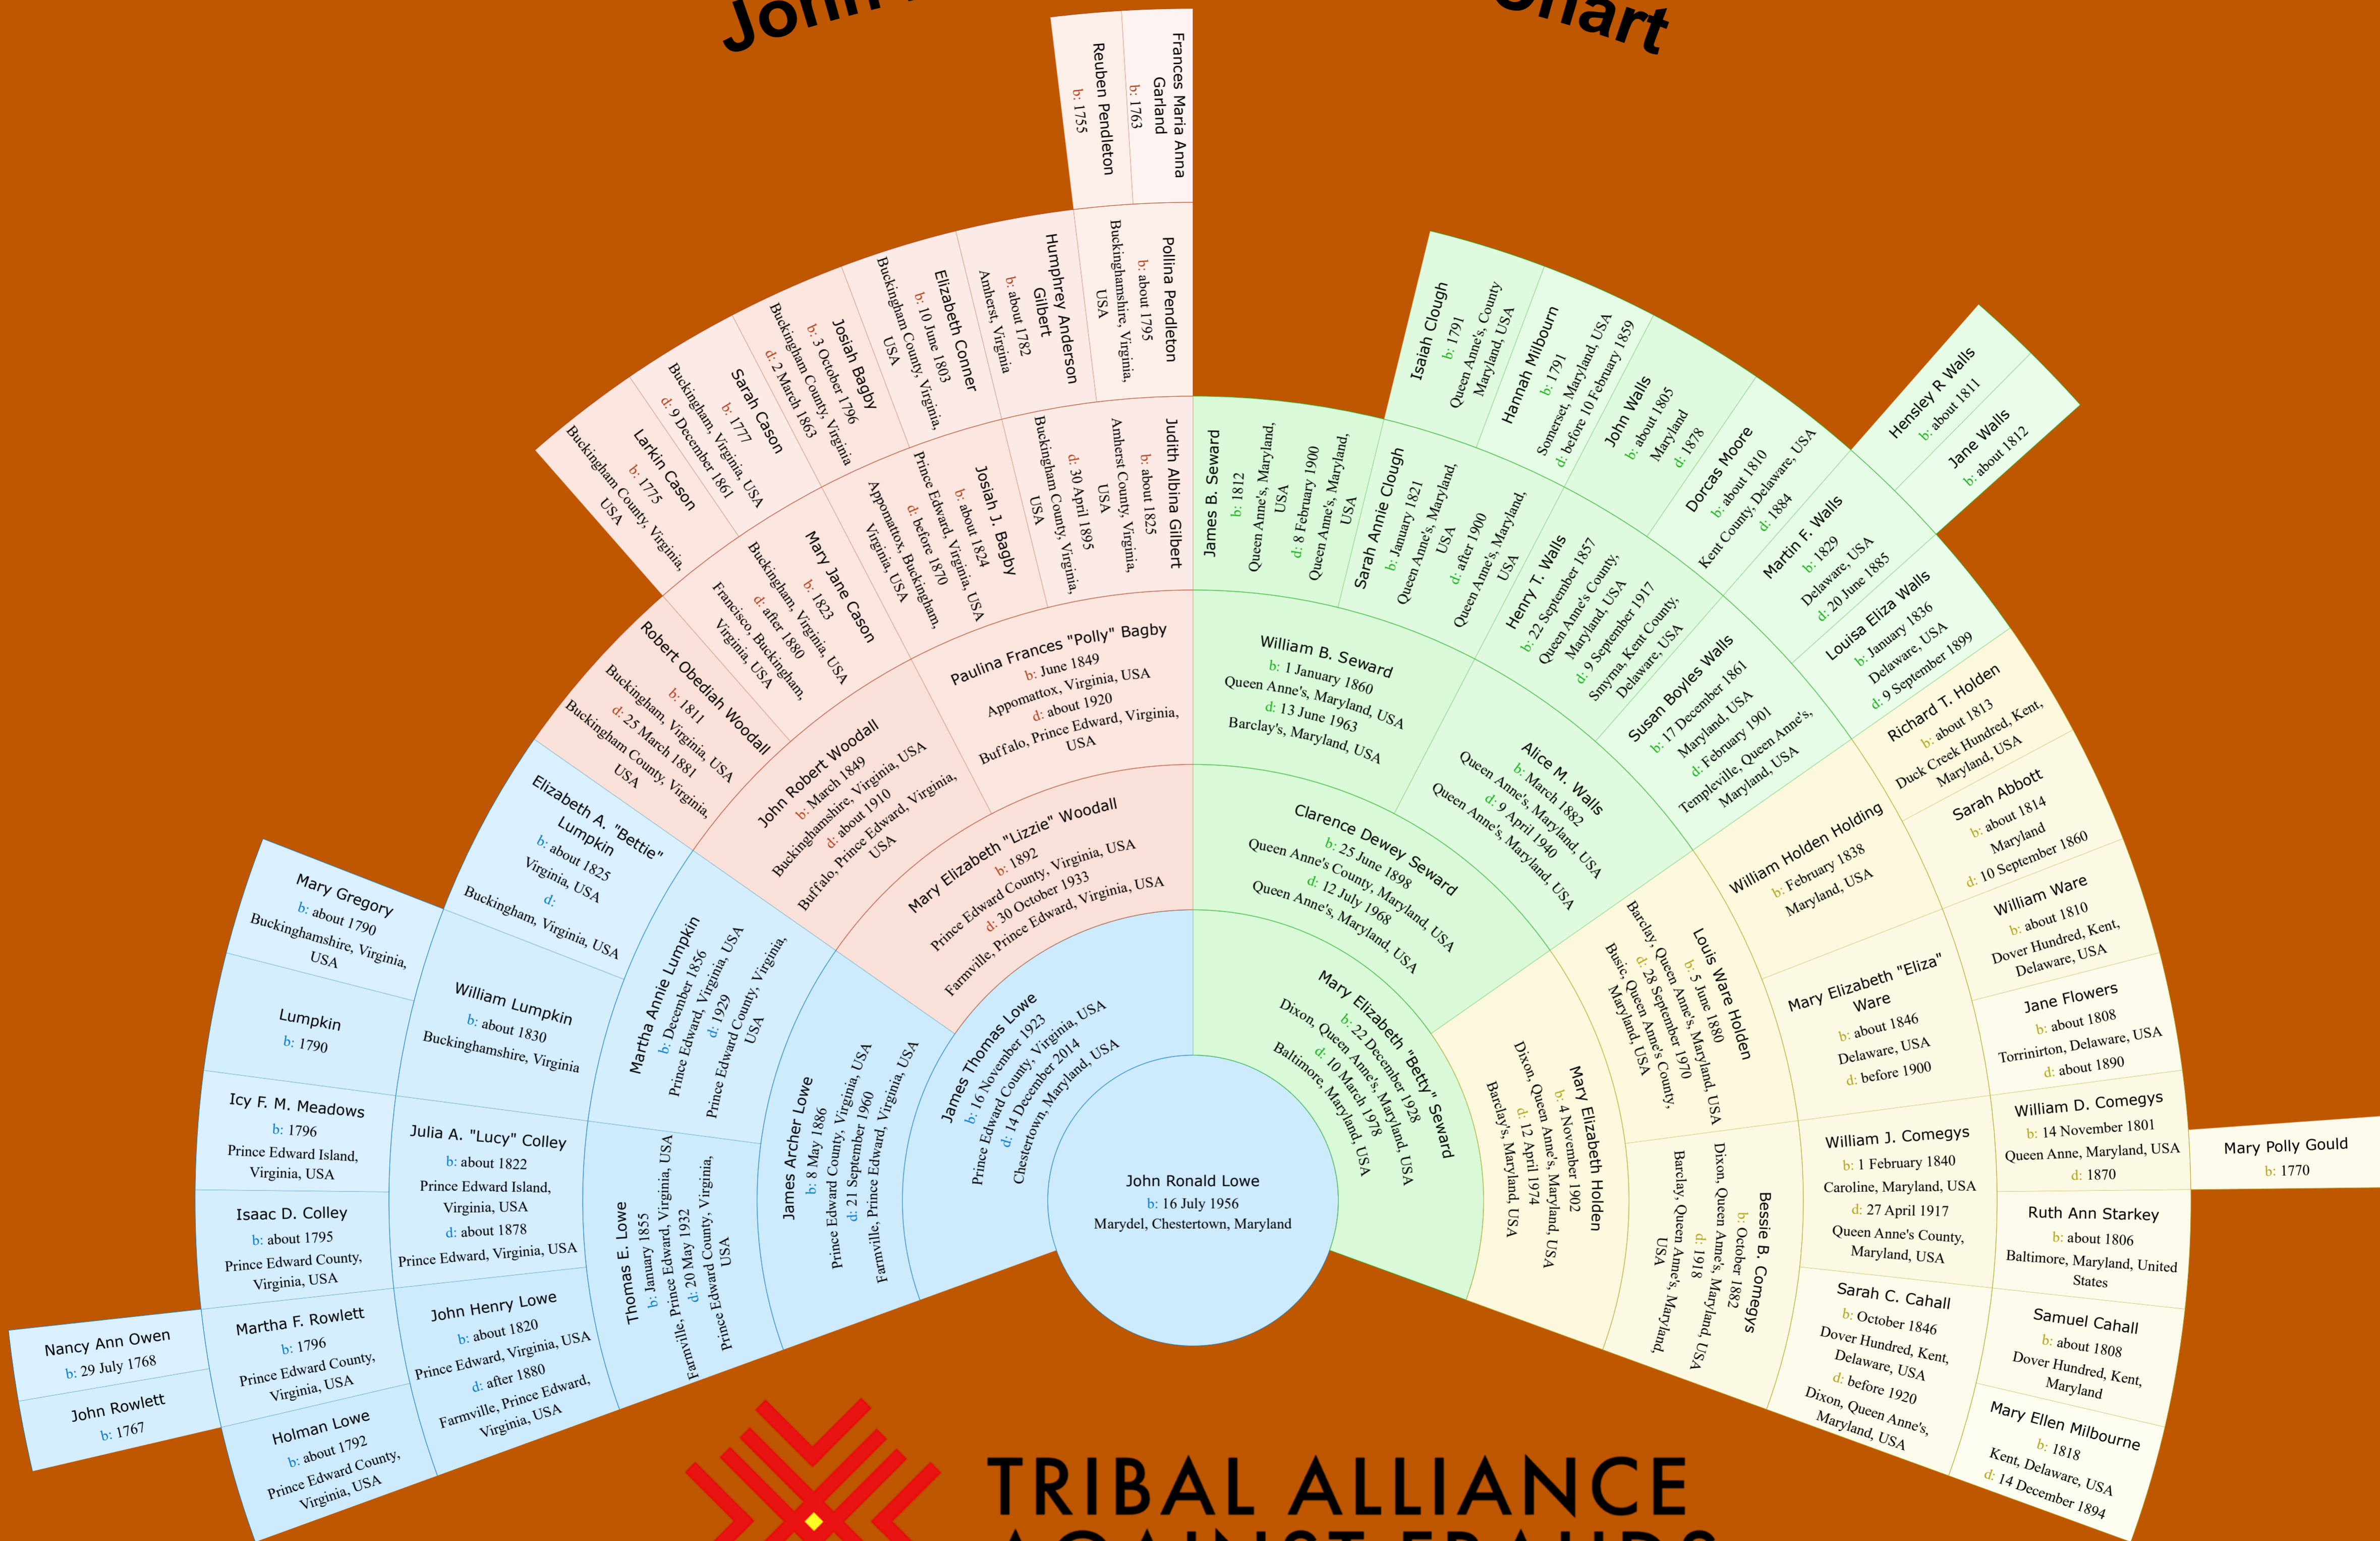 John
Chart
Frances Maria Anna
Garland
b: 1763
Reuben Pendleton
b: 1755
Pollina Pendleton
b: about 1795
Buckinghamshire, Virginia,
USA
Humphrey Anderson
Gilbert
b: about 1782
Amherst, Virginia
Elizabeth Conner
b: 10 June 1803
Buckingham County, Virginia,
USA
Josiah Bagby
b: 3 October 1796
Buckingham County, Virginia
d: 2 March 1863
Sarah Cason
b: 1777
Buckingham, Virginia, USA
d: 9 December 1861
Larkin Cason
b: 1775
Buckingham County, Virginia,
USA
Judith Albina Gilbert
b: about 1825
Amherst County, Virginia,
USA
d: 30 April 1895
Buckingham County, Virginia,
USA
Josiah J. Bagby
b: about 1824
Prince Edward, Virginia, USA
d: before 1870
Appomattox, Buckingham,
Virginia, USA
Mary Jane Cason
b: 1823
Buckingham, Virginia, USA
d: after 1880
Francisco, Buckingham,
Virginia, USA
Robert Obediah Woodall
b: 1811
Buckingham, Virginia, USA
d: 25 March 1881
Buckingham County, Virginia,
USA
Paulina Frances "Polly" Bagby
b: June 1849
Appomattox, Virginia, USA
d: about 1920
Buffalo, Prince Edward, Virginia,
USA
John Robert Woodall
b: March 1849
Buckinghamshire, Virginia, USA
d: about 1910
Buffalo, Prince Edward, Virginia,
USA
Mary Elizabeth "Lizzie" Woodall
b: 1892
Prince Edward County, Virginia, USA
d: 30 October 1933
Farmville, Prince Edward, Virginia, USA
Isaiah Clough
b: 1791
Queen Anne's, County
Maryland, USA
Hannah Milbourn
b: 1791
Somerset, Maryland, USA
d: before 10 February 1859
John Walls
b: about 1805
Maryland
d: 1878
Dorcas Moore
b: about 1810
Kent County, Delaware, USA
d: 1884
Hensley R Walls
b: about 1811
Jane Walls
b: about 1812
Martin F. Walls
b: 1829
Delaware, USA
d: 20 June 1885
Louisa Eliza Walls
b: January 1836
Delaware, USA
d: 9 September 1899
James B. Seward
b: 1812
Queen Anne's, Maryland,
USA
d: 8 February 1900
Queen Anne's, Maryland,
USA
Sarah Annie Clough
b: January 1821
Queen Anne's, Maryland,
USA
d: after 1900
Queen Anne's, Maryland,
USA
Henry T. Walls
b: 22 September 1857
Queen Anne's County,
Maryland, USA
d: 9 September 1917
Smyrna, Kent County,
Delaware, USA
Susan Boyles Walls
b: 17 December 1861
Maryland, USA
d: February 1901
Templeville, Queen Anne's,
Maryland, USA
William B. Seward
b: 1 January 1860
Queen Anne's, Maryland, USA
d: 13 June 1963
Barclay's, Maryland, USA
Alice M. Walls
b: March 1882
Queen Anne's, Maryland, USA
d: 9 April 1940
Queen Anne's, Maryland, USA
Clarence Dewey Seward
b: 25 June 1898
Queen Anne's County, Maryland, USA
d: 12 July 1968
Queen Anne's, Maryland, USA
Mary Elizabeth "Betty" Seward
b: 22 December 1928
Dixon, Queen Anne's, Maryland, USA
d: 10 March 1978
Baltimore, Maryland, USA
Richard T. Holden
b: about 1813
Duck Creek Hundred, Kent,
Maryland, USA
Sarah Abbott
b: about 1814
Maryland
d: 10 September 1860
William Ware
b: about 1810
Dover Hundred, Kent,
Delaware, USA
Jane Flowers
b: about 1808
Torrinirton, Delaware, USA
d: about 1890
William D. Comegys
b: 14 November 1801
Queen Anne, Maryland, USA
d: 1870
Mary Polly Gould
b: 1770
Ruth Ann Starkey
b: about 1806
Baltimore, Maryland, United
States
Samuel Cahall
b: about 1808
Dover Hundred, Kent,
Maryland
Mary Ellen Milbourne
b: 1818
Kent, Delaware, USA
d: 14 December 1894
William Holden Holding
b: February 1838
Maryland, USA
Mary Elizabeth "Eliza"
Ware
b: about 1846
Delaware, USA
d: before 1900
William J. Comegys
b: 1 February 1840
Caroline, Maryland, USA
d: 27 April 1917
Queen Anne's County,
Maryland, USA
Sarah C. Cahall
b: October 1846
Dover Hundred, Kent,
Delaware, USA
d: before 1920
Dixon, Queen Anne's,
Maryland, USA
Louis Ware Holden
b: 5 June 1880
Barclay, Queen Anne's, Maryland, USA
d: 28 September 1970
Busic, Queen Anne's County,
Maryland, USA
Bessie B. Comegys
b: October 1882
Dixon, Queen Anne's, Maryland, USA
d: 1918
Barclay, Queen Anne's, Maryland,
USA
Mary Elizabeth Holden
b: 4 November 1902
Dixon, Queen Anne's, Maryland, USA
d: 12 April 1974
Barclay's, Maryland, USA
Elizabeth A. "Bettie"
Lumpkin
b: about 1825
Virginia, USA
d:
Buckingham, Virginia, USA
Mary Gregory
b: about 1790
Buckinghamshire, Virginia,
USA
Lumpkin
b: 1790
William Lumpkin
b: about 1830
Buckinghamshire, Virginia
Icy F. M. Meadows
b: 1796
Prince Edward Island,
Virginia, USA
Isaac D. Colley
b: about 1795
Prince Edward County,
Virginia, USA
Julia A. "Lucy" Colley
b: about 1822
Prince Edward Island,
Virginia, USA
d: about 1878
Prince Edward, Virginia, USA
Nancy Ann Owen
b: 29 July 1768
John Rowlett
b: 1767
Martha F. Rowlett
b: 1796
Prince Edward County,
Virginia, USA
Holman Lowe
b: about 1792
Prince Edward County,
Virginia, USA
John Henry Lowe
b: about 1820
Prince Edward, Virginia, USA
d: after 1880
Farmville, Prince Edward,
Virginia, USA
Martha Annie Lumpkin
b: December 1856
Prince Edward, Virginia, USA
d: 1929
Prince Edward County, Virginia,
USA
Thomas E. Lowe
b: January 1855
Farmville, Prince Edward, Virginia, USA
d: 20 May 1932
Prince Edward County, Virginia,
USA
James Archer Lowe
b: 8 May 1886
Prince Edward County, Virginia, USA
d: 21 September 1960
Farmville, Prince Edward, Virginia, USA
James Thomas Lowe
b: 16 November 1923
Prince Edward County, Virginia, USA
d: 14 December 2014
Chestertown, Maryland, USA
John Ronald Lowe
b: 16 July 1956
Marydel, Chestertown, Maryland
TRIBAL ALLIANCE
AGAINST FRAUDS